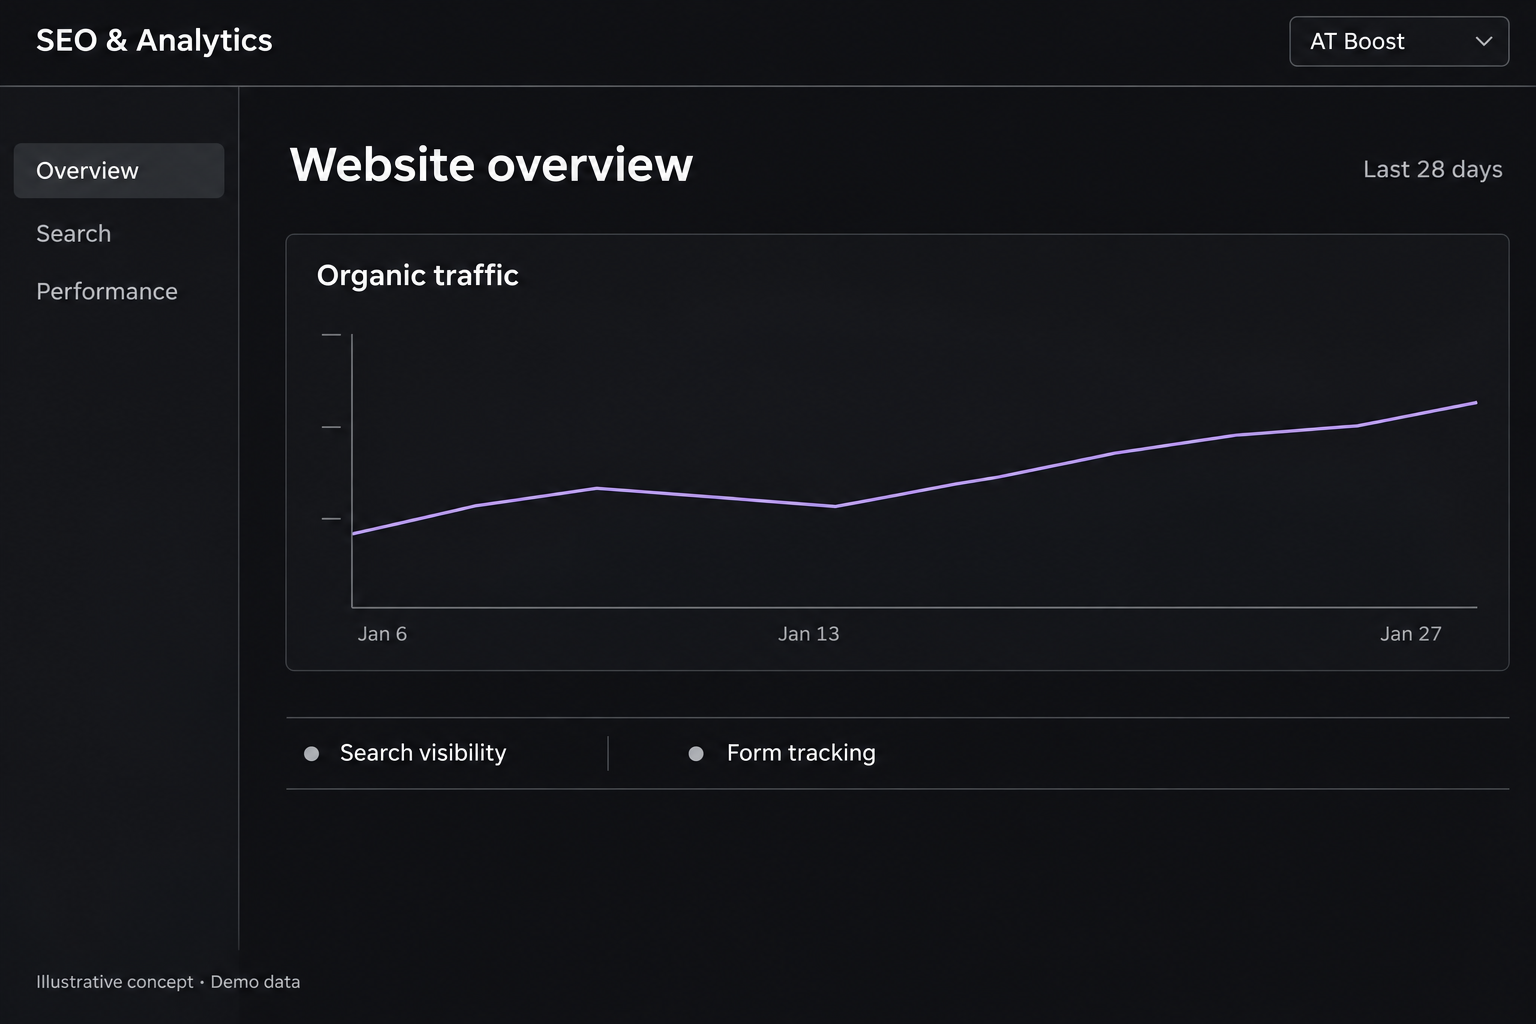 SEO & Analytics
AT Boost
Overview
Search
Performance
Website overview
Last 28 days
Organic traffic
Jan 6
Jan 13
Jan 27
Search visibility
Form tracking
Illustrative concept • Demo data